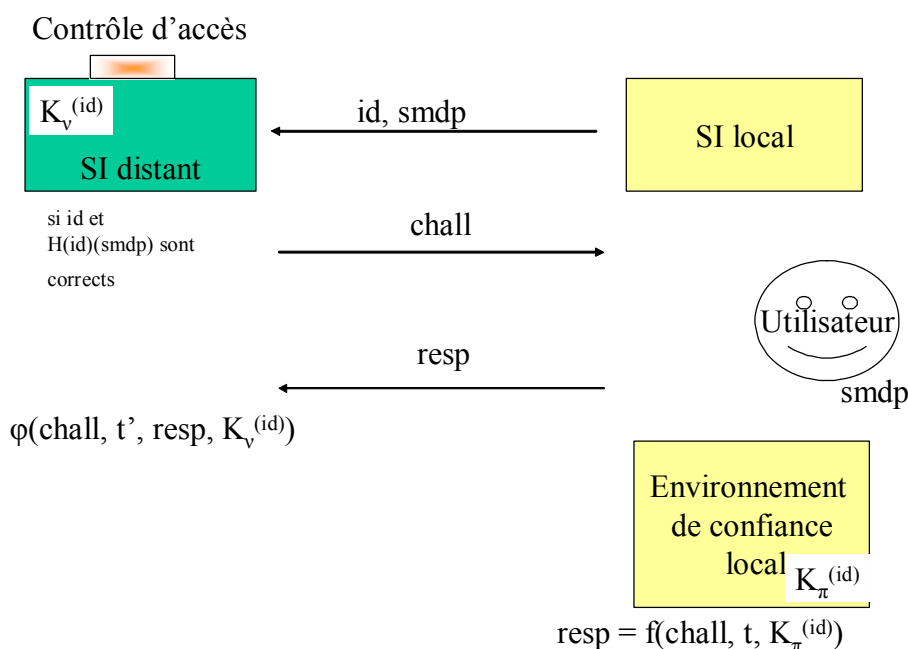 Contrôle d’accès
K_ν^(id)
SI distant
id, smdp
SI local
si id et
H(id)(smdp) sont
corrects
chall
Utilisateur
smdp
resp
φ(chall, t’, resp, K_ν^(id))
Environnement
de confiance
local
K_π^(id)
resp = f(chall, t, K_π^(id))